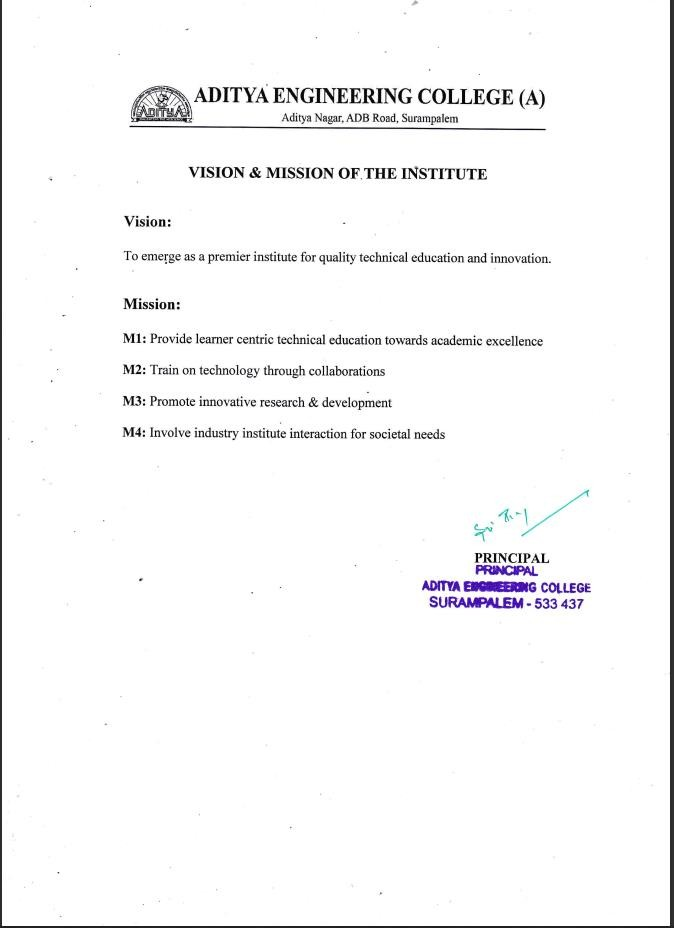 ADITYA
ADITYA ENGINEERING COLLEGE (A)
Aditya Nagar, ADB Road, Surampalem
VISION & MISSION OF THE INSTITUTE
Vision:
To emerge as a premier institute for quality technical education and innovation.
Mission:
M1: Provide learner centric technical education towards academic excellence
M2: Train on technology through collaborations
M3: Promote innovative research & development
M4: Involve industry institute interaction for societal needs
PRINCIPAL
PRINCIPAL
ADITYA ENGINEERING COLLEGE
SURAMPALEM - 533 437